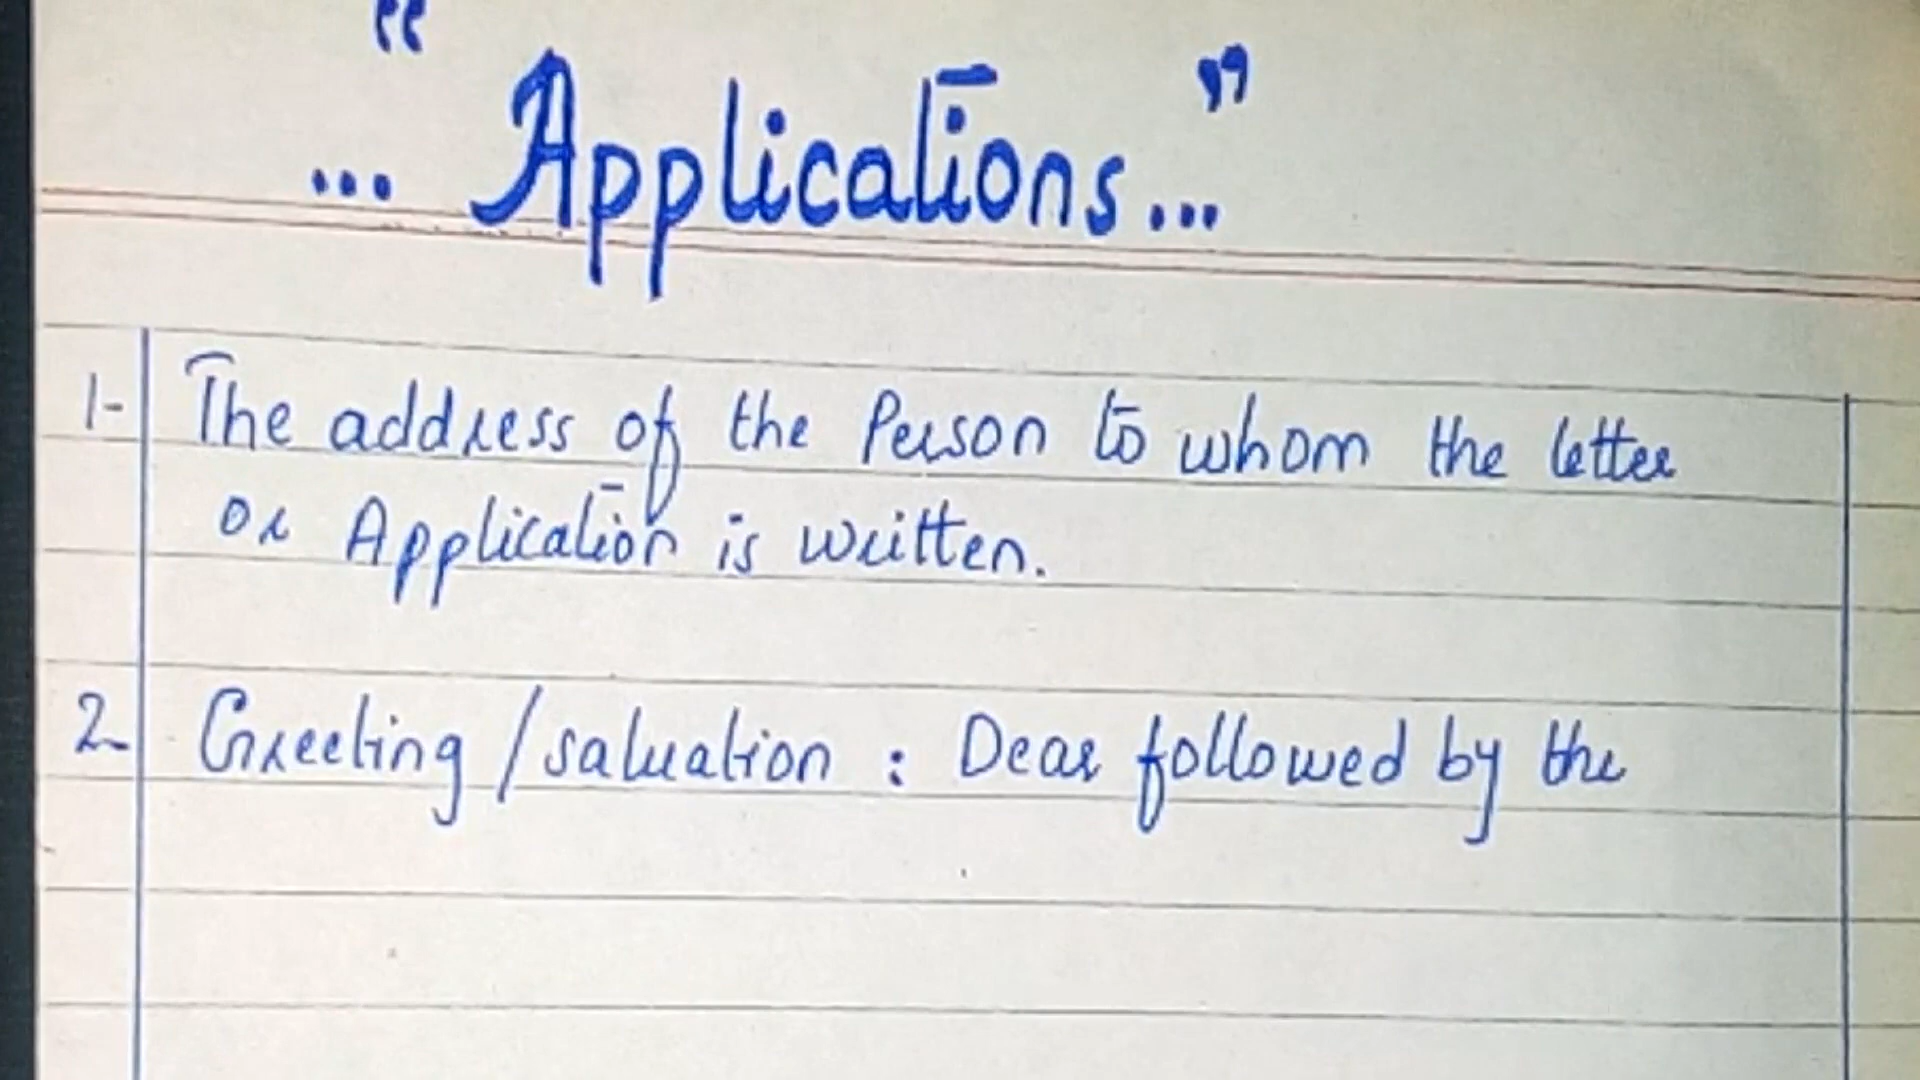 "... Applications..."
1- The address of the Person to whom the letter
or Application is written.
2- Greeting / saluation : Dear followed by the